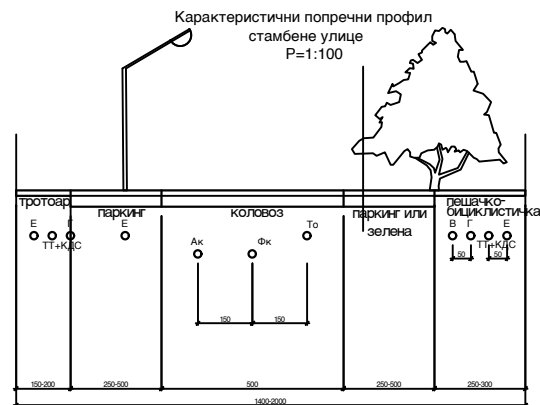 Карактеристични попречни профил
стамбене улице
Р=1:100
тротоар
паркинг
коловоз
паркинг или
зелена
пешачко-
бициклистичка
Е
Г
ТТ+КДС
Е
Ак
Фк
То
В
Г
Е
ТТ+КДС
50
50
150
150
150-200
250-500
500
250-500
250-300
1400-2000